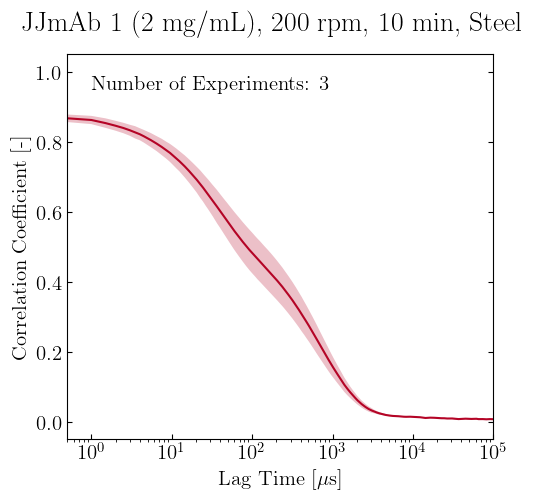 JJmAb 1 (2 mg/mL), 200 rpm, 10 min, Steel
Number of Experiments: 3
Correlation Coefficient [-]
1.0
0.8
0.6
0.4
0.2
0.0
10⁰ 10¹ 10² 10³ 10⁴ 10⁵
Lag Time [μs]